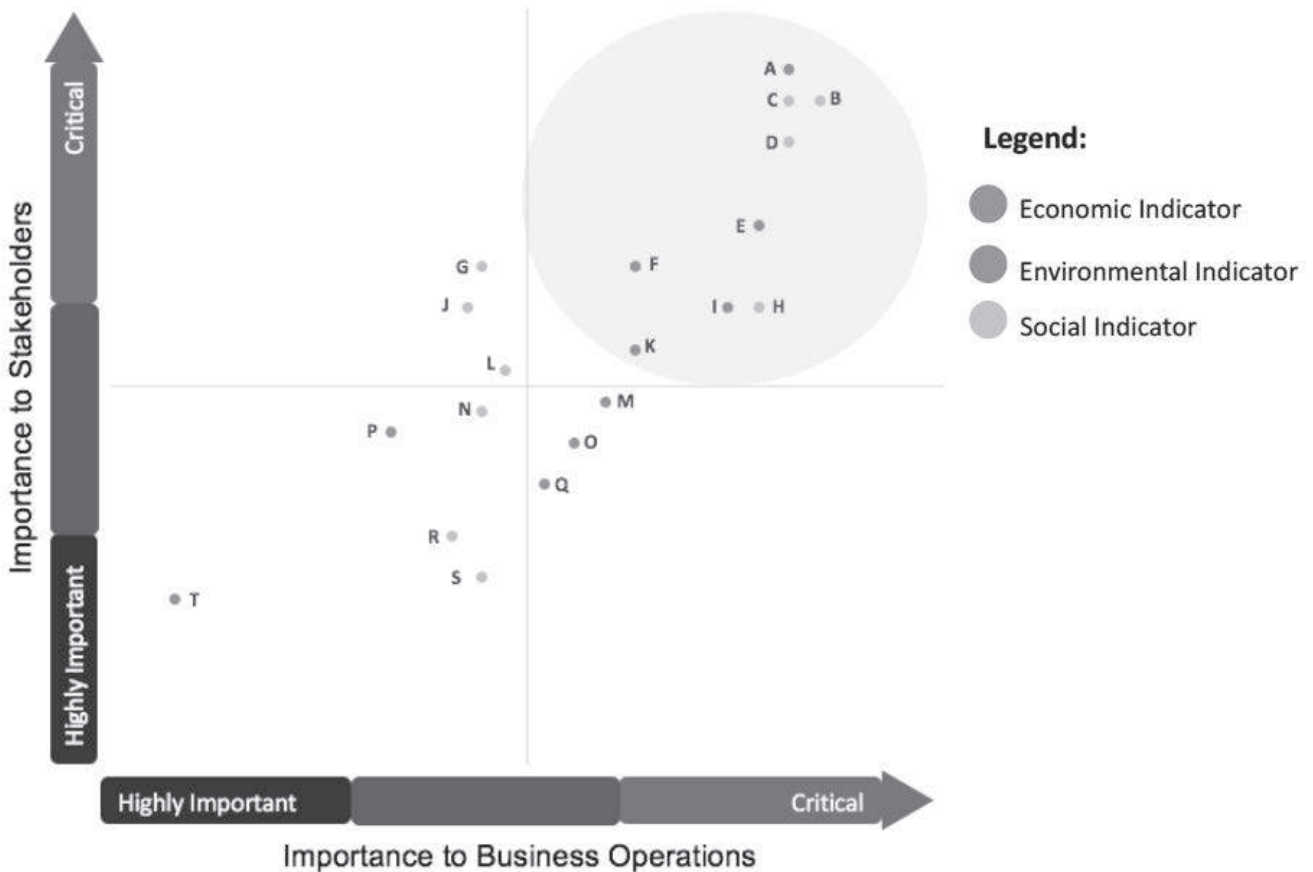 Critical
Importance to Stakeholders
Highly Important
A
C
B
D
E
G
F
J
I
H
K
L
M
N
P
O
Q
R
S
T
Legend:
Economic Indicator
Environmental Indicator
Social Indicator
Highly Important
Critical
Importance to Business Operations